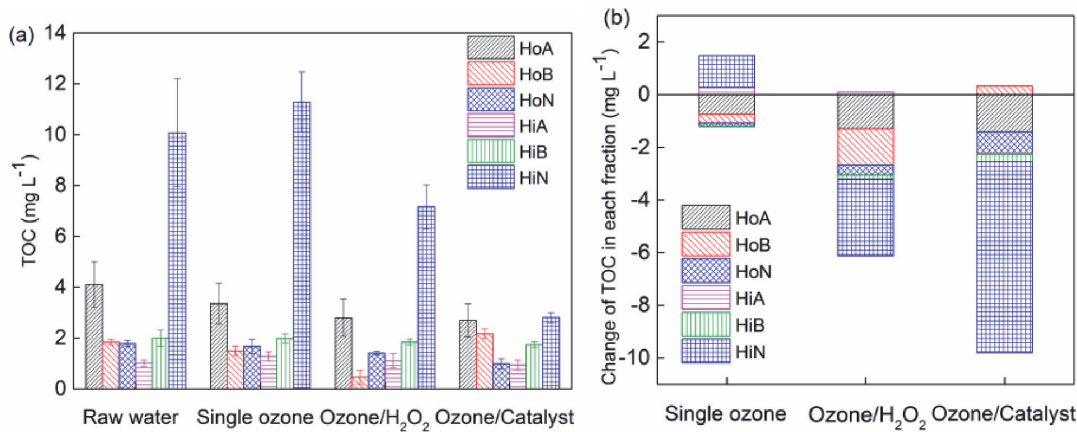 (a)
14
12
10
8
6
4
2
0
TOC (mg L⁻¹)
HoA
HoB
HoN
HiA
HiB
HiN
Raw water Single ozone Ozone/H₂O₂ Ozone/Catalyst
(b)
2
0
-2
-4
-6
-8
-10
Change of TOC in each fraction (mg L⁻¹)
HoA
HoB
HoN
HiA
HiB
HiN
Single ozone Ozone/H₂O₂ Ozone/Catalyst